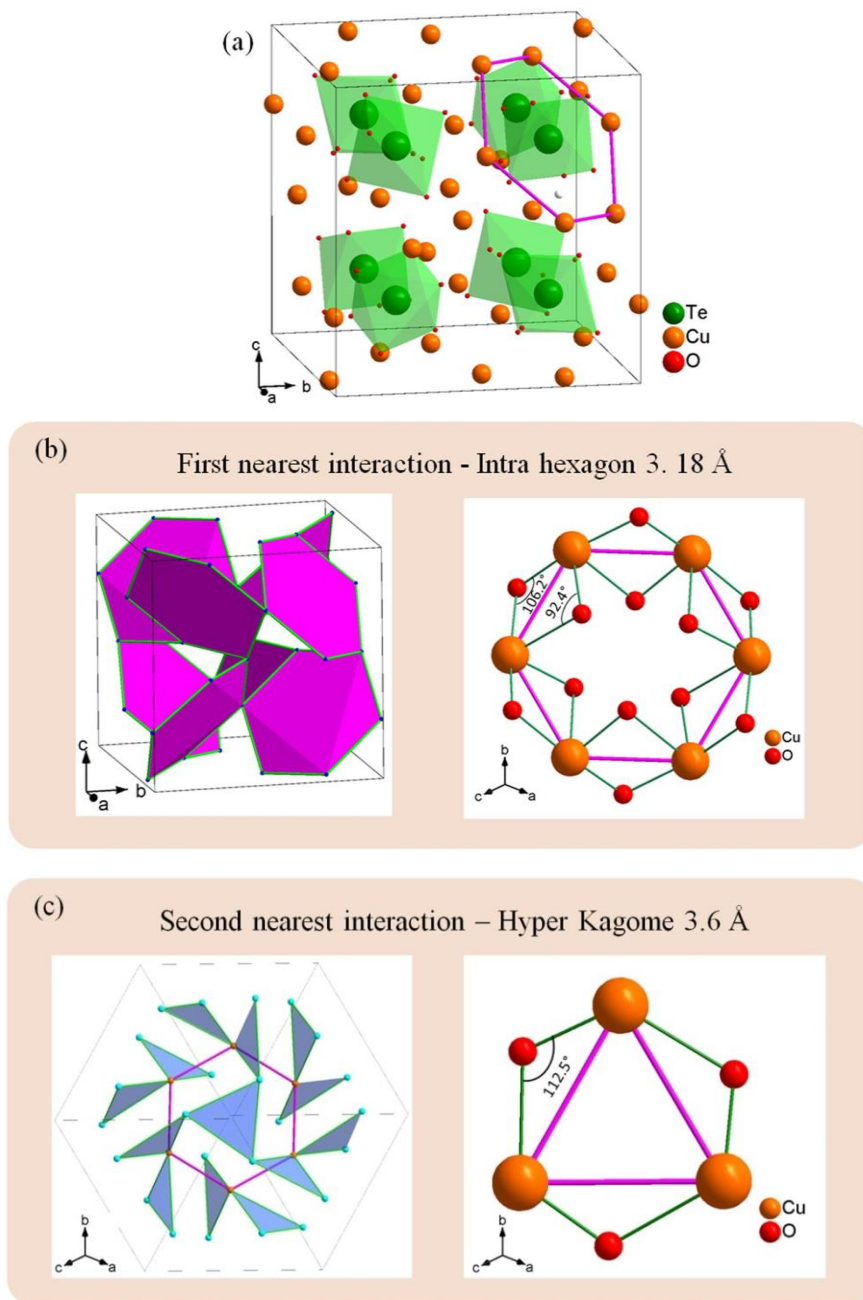 (a)
Te
Cu
O
c
b
a
(b)
First nearest interaction - Intra hexagon 3. 18 Å
106.2°
92.4°
Cu
O
c
b
a
b
c
a
(c)
Second nearest interaction – Hyper Kagome 3.6 Å
112.5°
Cu
O
b
c
a
b
c
a